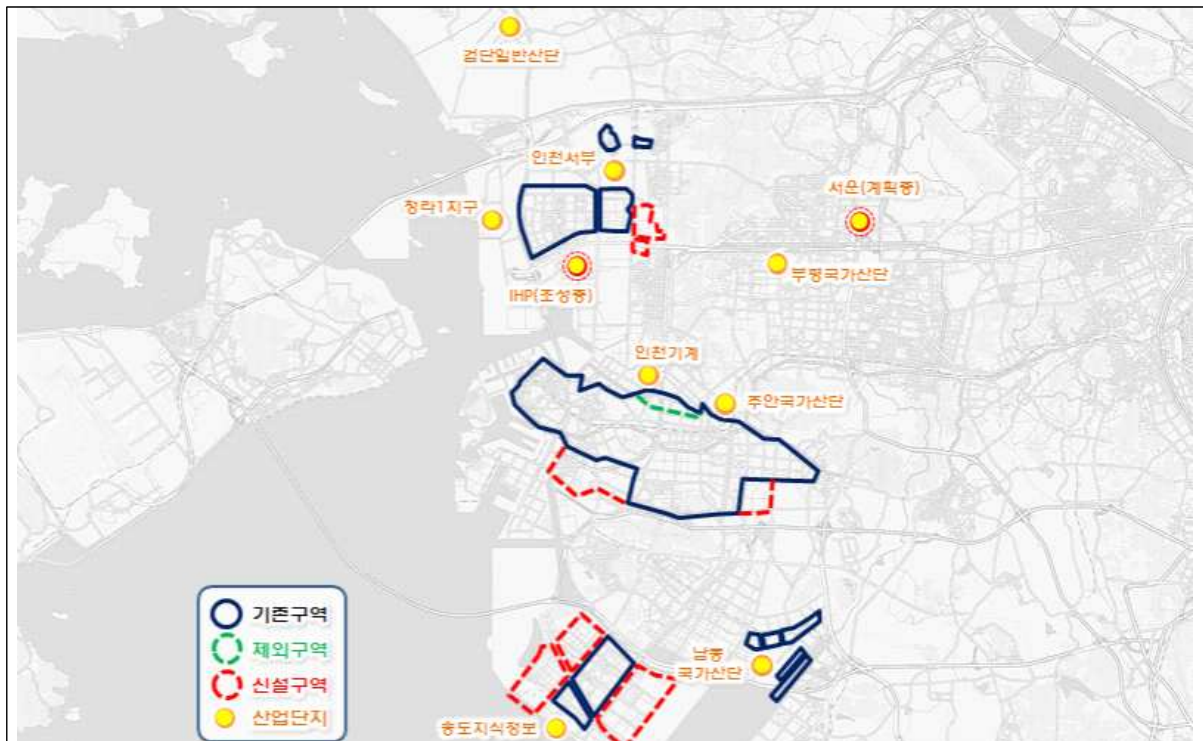 검단일반산단
인천서부
청라1지구
서운(계획중)
부평국가산단
IHP(조성중)
인천기계
주안국가산단
기존구역
제외구역
신설구역
산업단지
남동
국가산단
송도지식정보